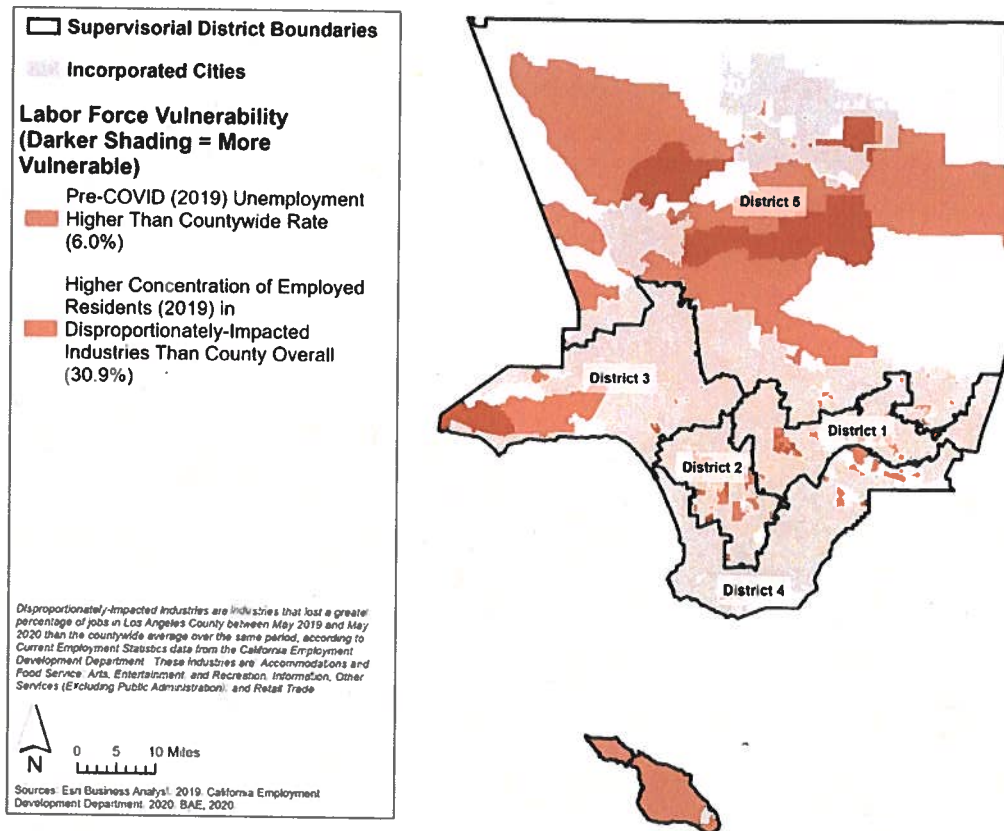 Supervisorial District Boundaries
Incorporated Cities
Labor Force Vulnerability
(Darker Shading = More
Vulnerable)
Pre-COVID (2019) Unemployment
Higher Than Countywide Rate
(6.0%)
Higher Concentration of Employed
Residents (2019) in
Disproportionately-Impacted
Industries Than County Overall
(30.9%)
Disproportionately-Impacted Industries are industries that lost a greater
percentage of jobs in Los Angeles County between May 2019 and May
2020 than the countywide average over the same period, according to
Current Employment Statistics data from the California Employment
Development Department These industries are Accommodations and
Food Service Arts, Entertainment, and Recreation, Information, Other
Services (Excluding Public Administration), and Retail Trade
N
0 5 10 Miles
Sources: Esri Business Analyst, 2019. California Employment
Development Department, 2020. BAE, 2020
District 5
District 3
District 1
District 2
District 4